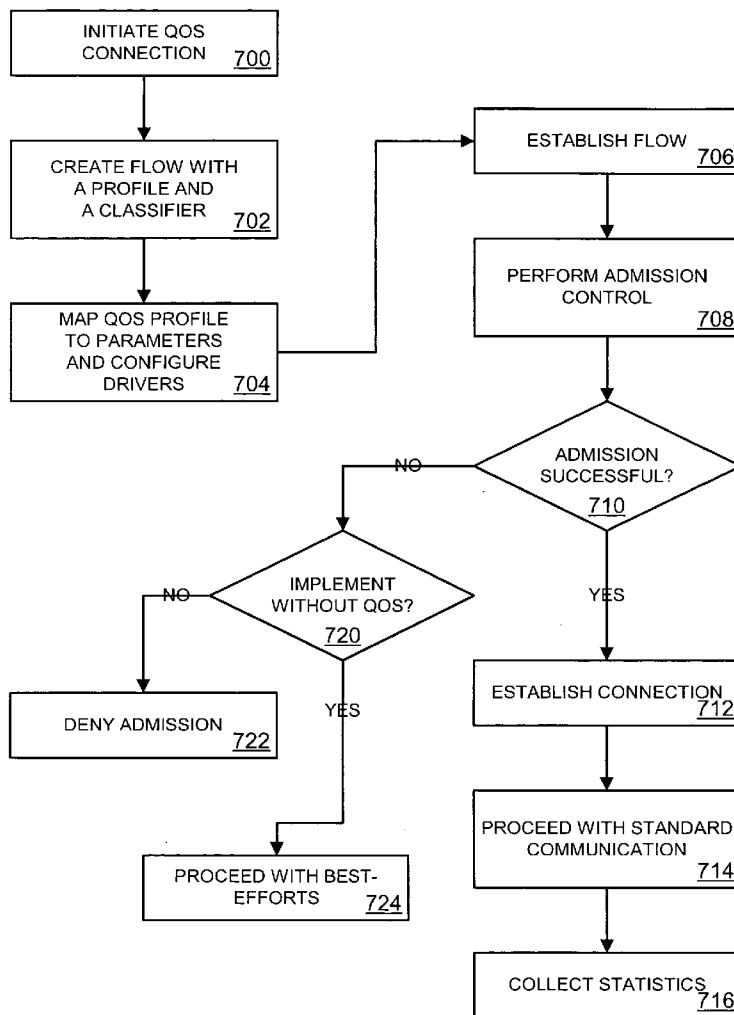 INITIATE QOS
CONNECTION
700
CREATE FLOW WITH
A PROFILE AND
A CLASSIFIER
702
MAP QOS PROFILE
TO PARAMETERS
AND CONFIGURE
DRIVERS
704
ESTABLISH FLOW
706
PERFORM ADMISSION
CONTROL
708
ADMISSION
SUCCESSFUL?
710
NO
YES
IMPLEMENT
WITHOUT QOS?
720
NO
YES
DENY ADMISSION
722
PROCEED WITH BEST-
EFFORTS
724
ESTABLISH CONNECTION
712
PROCEED WITH STANDARD
COMMUNICATION
714
COLLECT STATISTICS
716